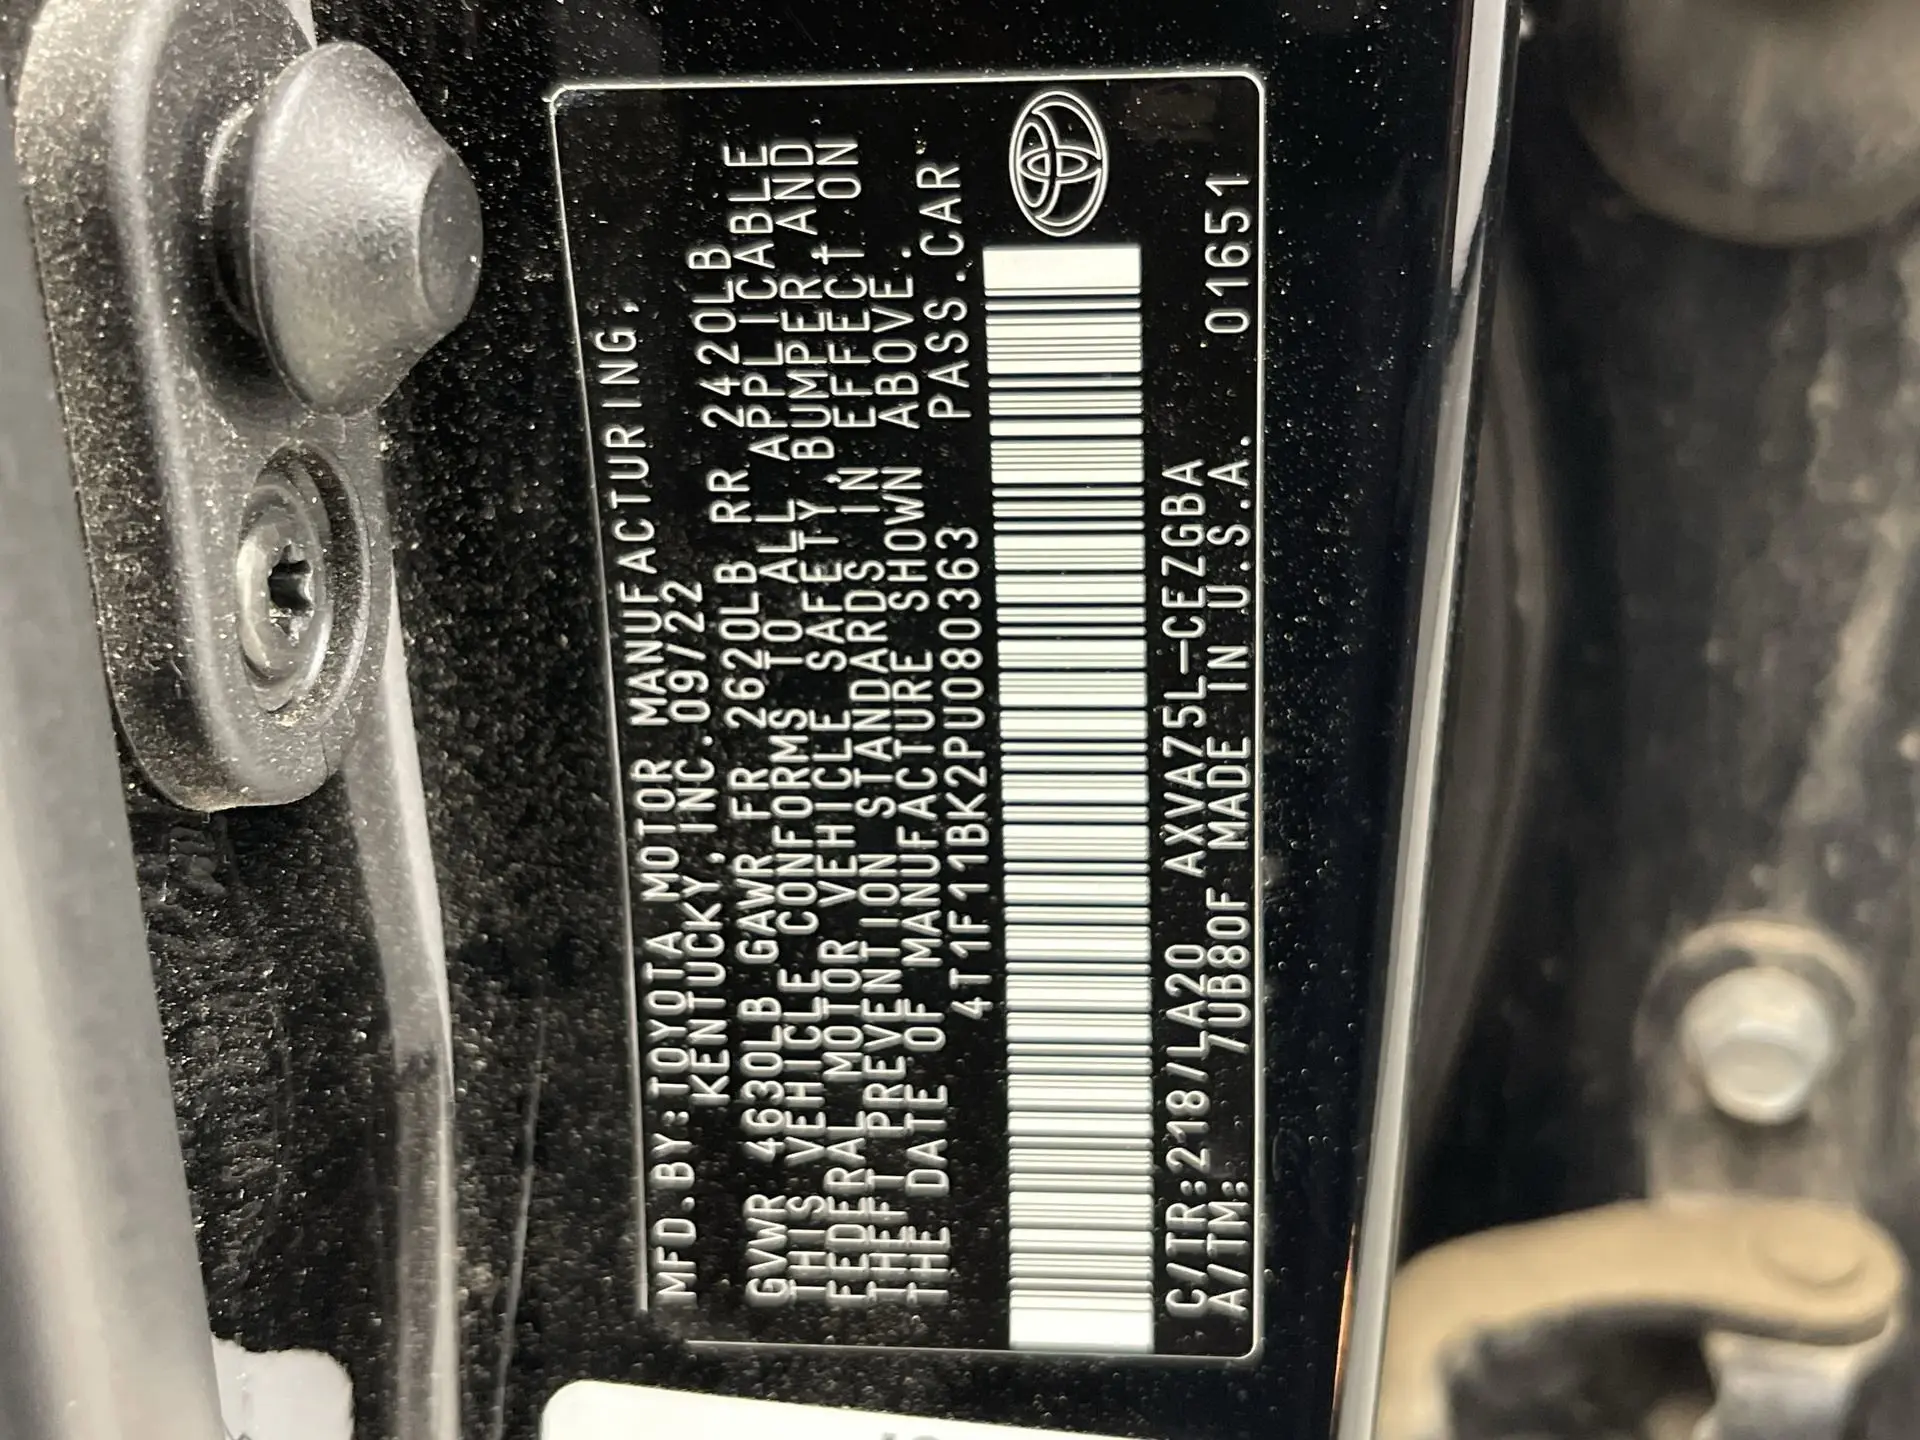 MFD.BY:TOYOTA MOTOR MANUFACTURING,
KENTUCKY, INC.09/22
GVWR 4630LB GAWR FR 2620LB RR 2420LB
THIS VEHICLE CONFORMS TO ALL APPLICABLE
FEDERAL MOTOR VEHICLE SAFETY BUMPER AND
THEFT PREVENTION STANDARDS IN EFFECT ON
THE DATE OF MANUFACTURE SHOWN ABOVE.
4T1F11BK2PU080363 PASS.CAR
C/TR:218/LA20 AXVA75L-CEZGBA
A/TM: 7UB80F MADE IN U.S.A. 01651